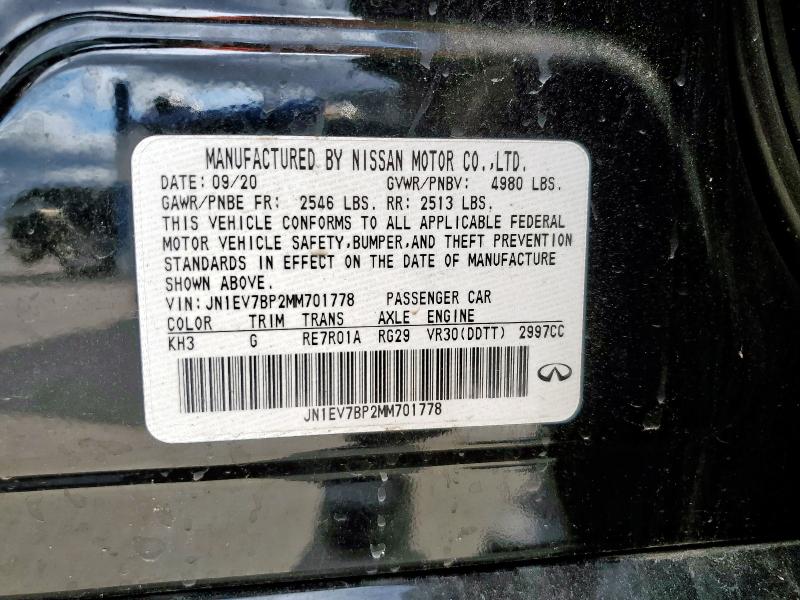 MANUFACTURED BY NISSAN MOTOR CO.,LTD.
DATE: 09/20 GVWR/PNBV: 4980 LBS.
GAWR/PNBE FR: 2546 LBS. RR: 2513 LBS.
THIS VEHICLE CONFORMS TO ALL APPLICABLE FEDERAL
MOTOR VEHICLE SAFETY,BUMPER,AND THEFT PREVENTION
STANDARDS IN EFFECT ON THE DATE OF MANUFACTURE
SHOWN ABOVE.
VIN:JN1EV7BP2MM701778 PASSENGER CAR
COLOR TRIM TRANS AXLE ENGINE
KH3 G RE7R01A RG29 VR30(DDTT) 2997CC
JN1EV7BP2MM701778